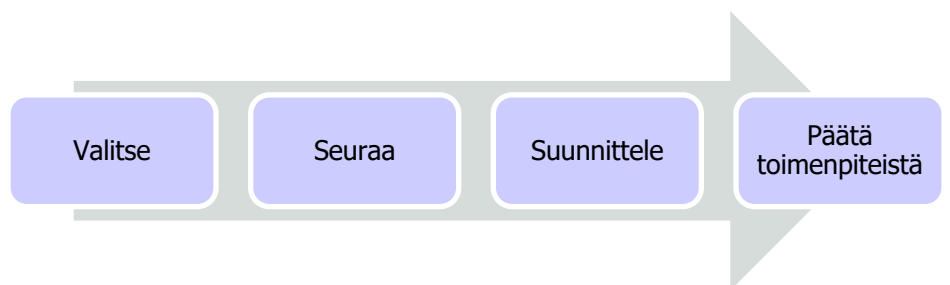 Valitse
Seuraa
Suunnittele
Päätä
toimenpiteistä